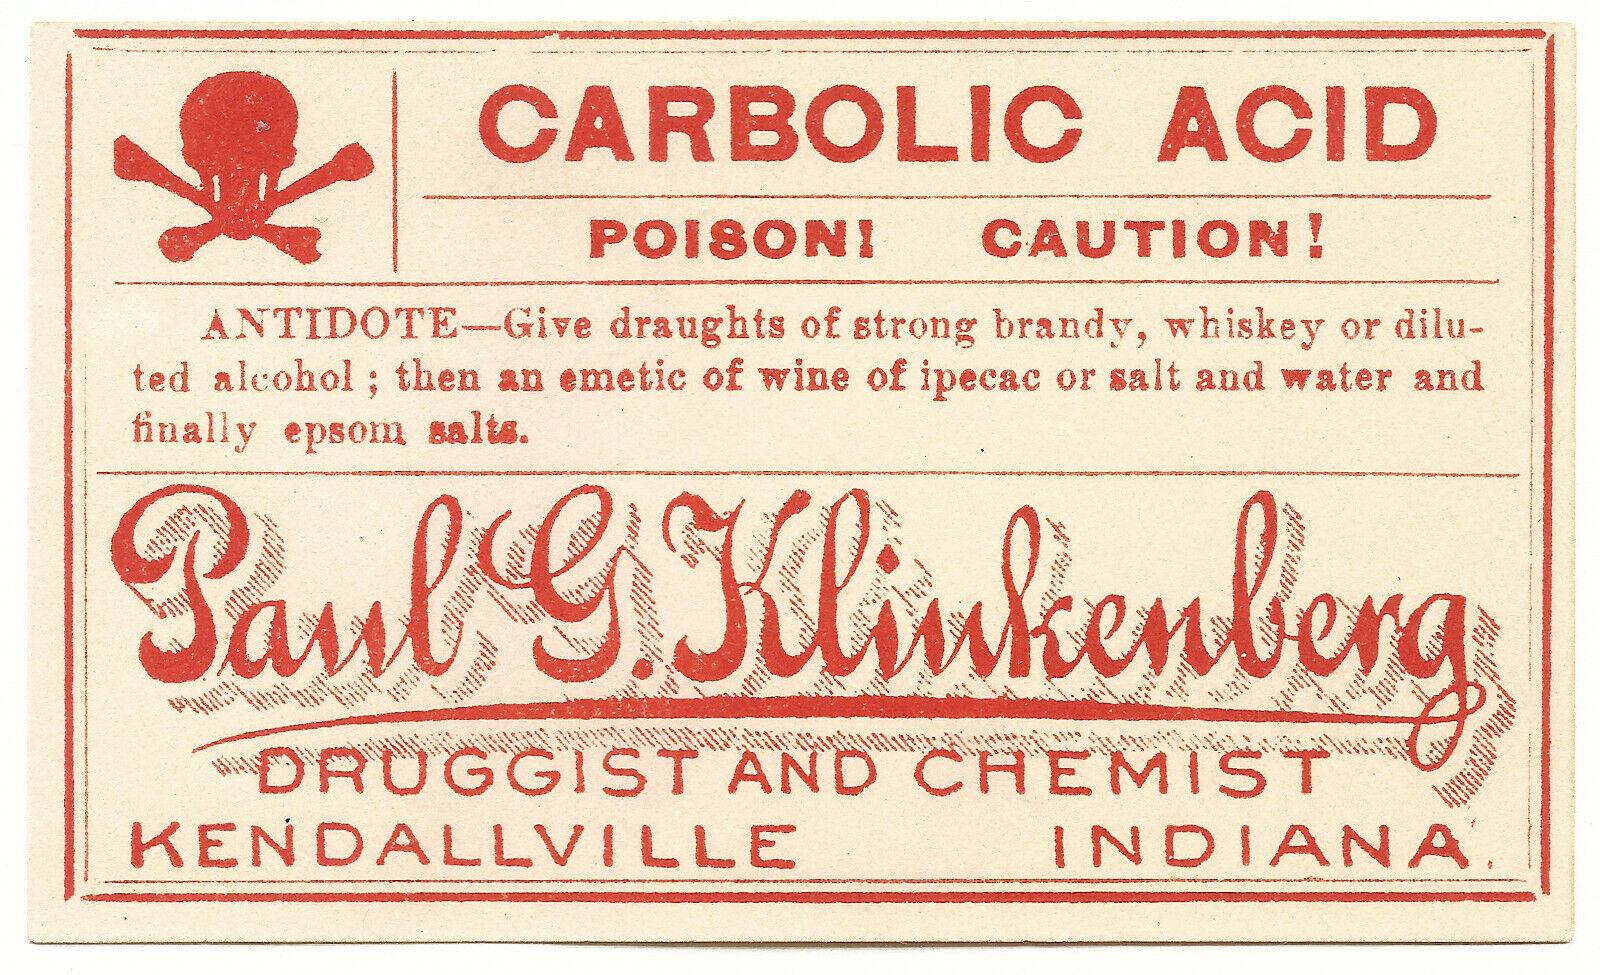 CARBOLIC ACID
POISON! CAUTION!
ANTIDOTE—Give draughts of strong brandy, whiskey or dilu-
ted alcohol; then an emetic of wine of ipecac or salt and water and
finally epsom salts.
Paul G. Klinkenberg
DRUGGIST AND CHEMIST
KENDALLVILLE INDIANA.